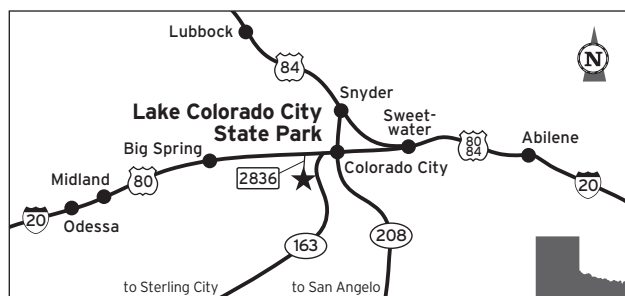 Lubbock
N
84
Snyder
Lake Colorado City
State Park
Sweet-
water
80
84
Abilene
Big Spring
Colorado City
2836
Midland
80
20
20
Odessa
163
208
to Sterling City
to San Angelo